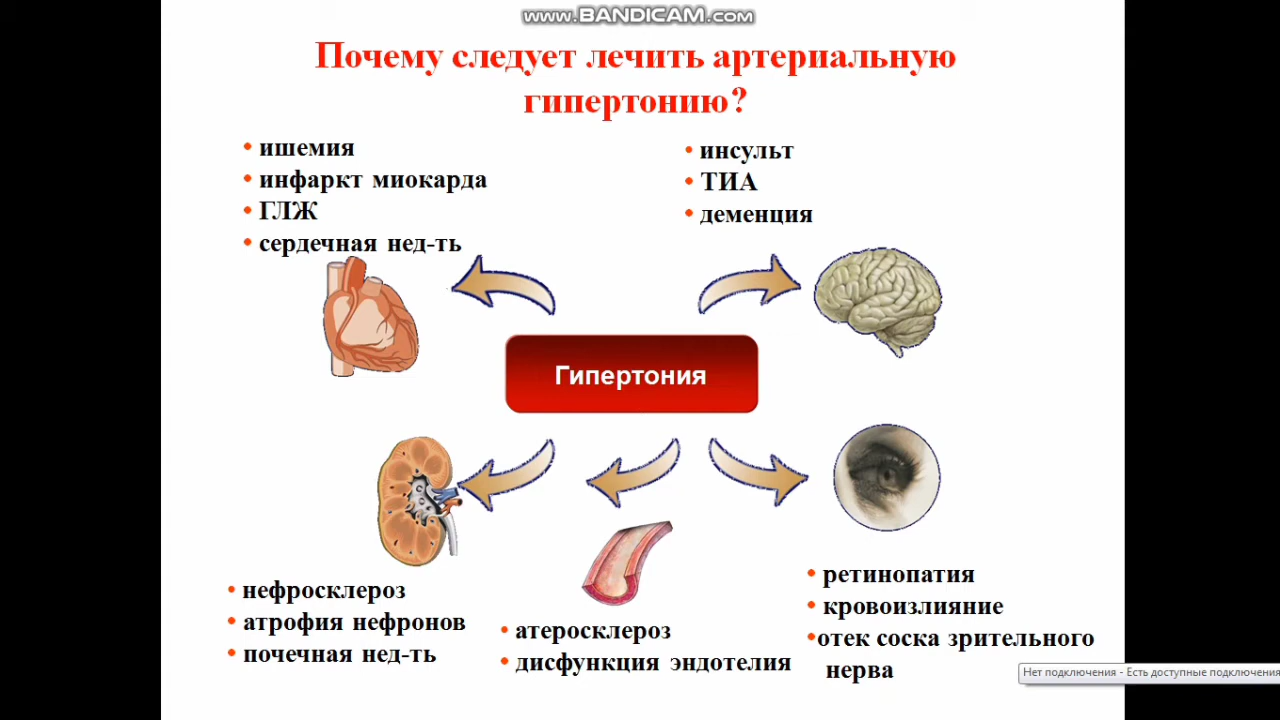 www.BANDICAM.com
Почему следует лечить артериальную
гипертонию?
• ишемия
• инфаркт миокарда
• ГЛЖ
• сердечная нед-ть
• инсульт
• ТИА
• деменция
Гипертония
• нефросклероз
• атрофия нефронов
• почечная нед-ть
• атеросклероз
• дисфункция эндотелия
• ретинопатия
• кровоизлияние
•отек соска зрительного
нерва
Нет подключения - Есть доступные подключения